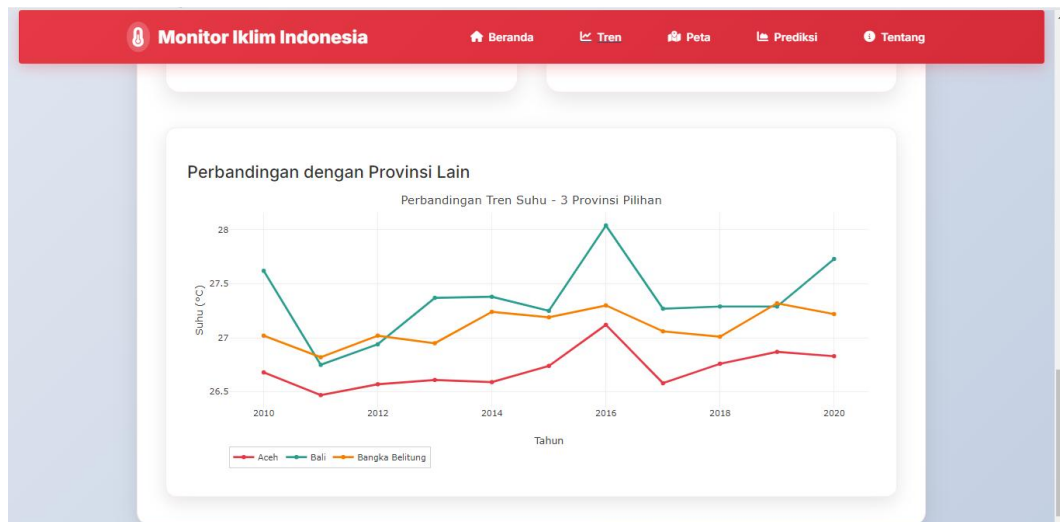 Monitor Iklim Indonesia
Beranda
Tren
Peta
Prediksi
Tentang
Perbandingan dengan Provinsi Lain
Perbandingan Tren Suhu - 3 Provinsi Pilihan
28
27.5
27
26.5
Suhu (°C)
2010
2012
2014
2016
2018
2020
Tahun
Aceh
Bali
Bangka Belitung